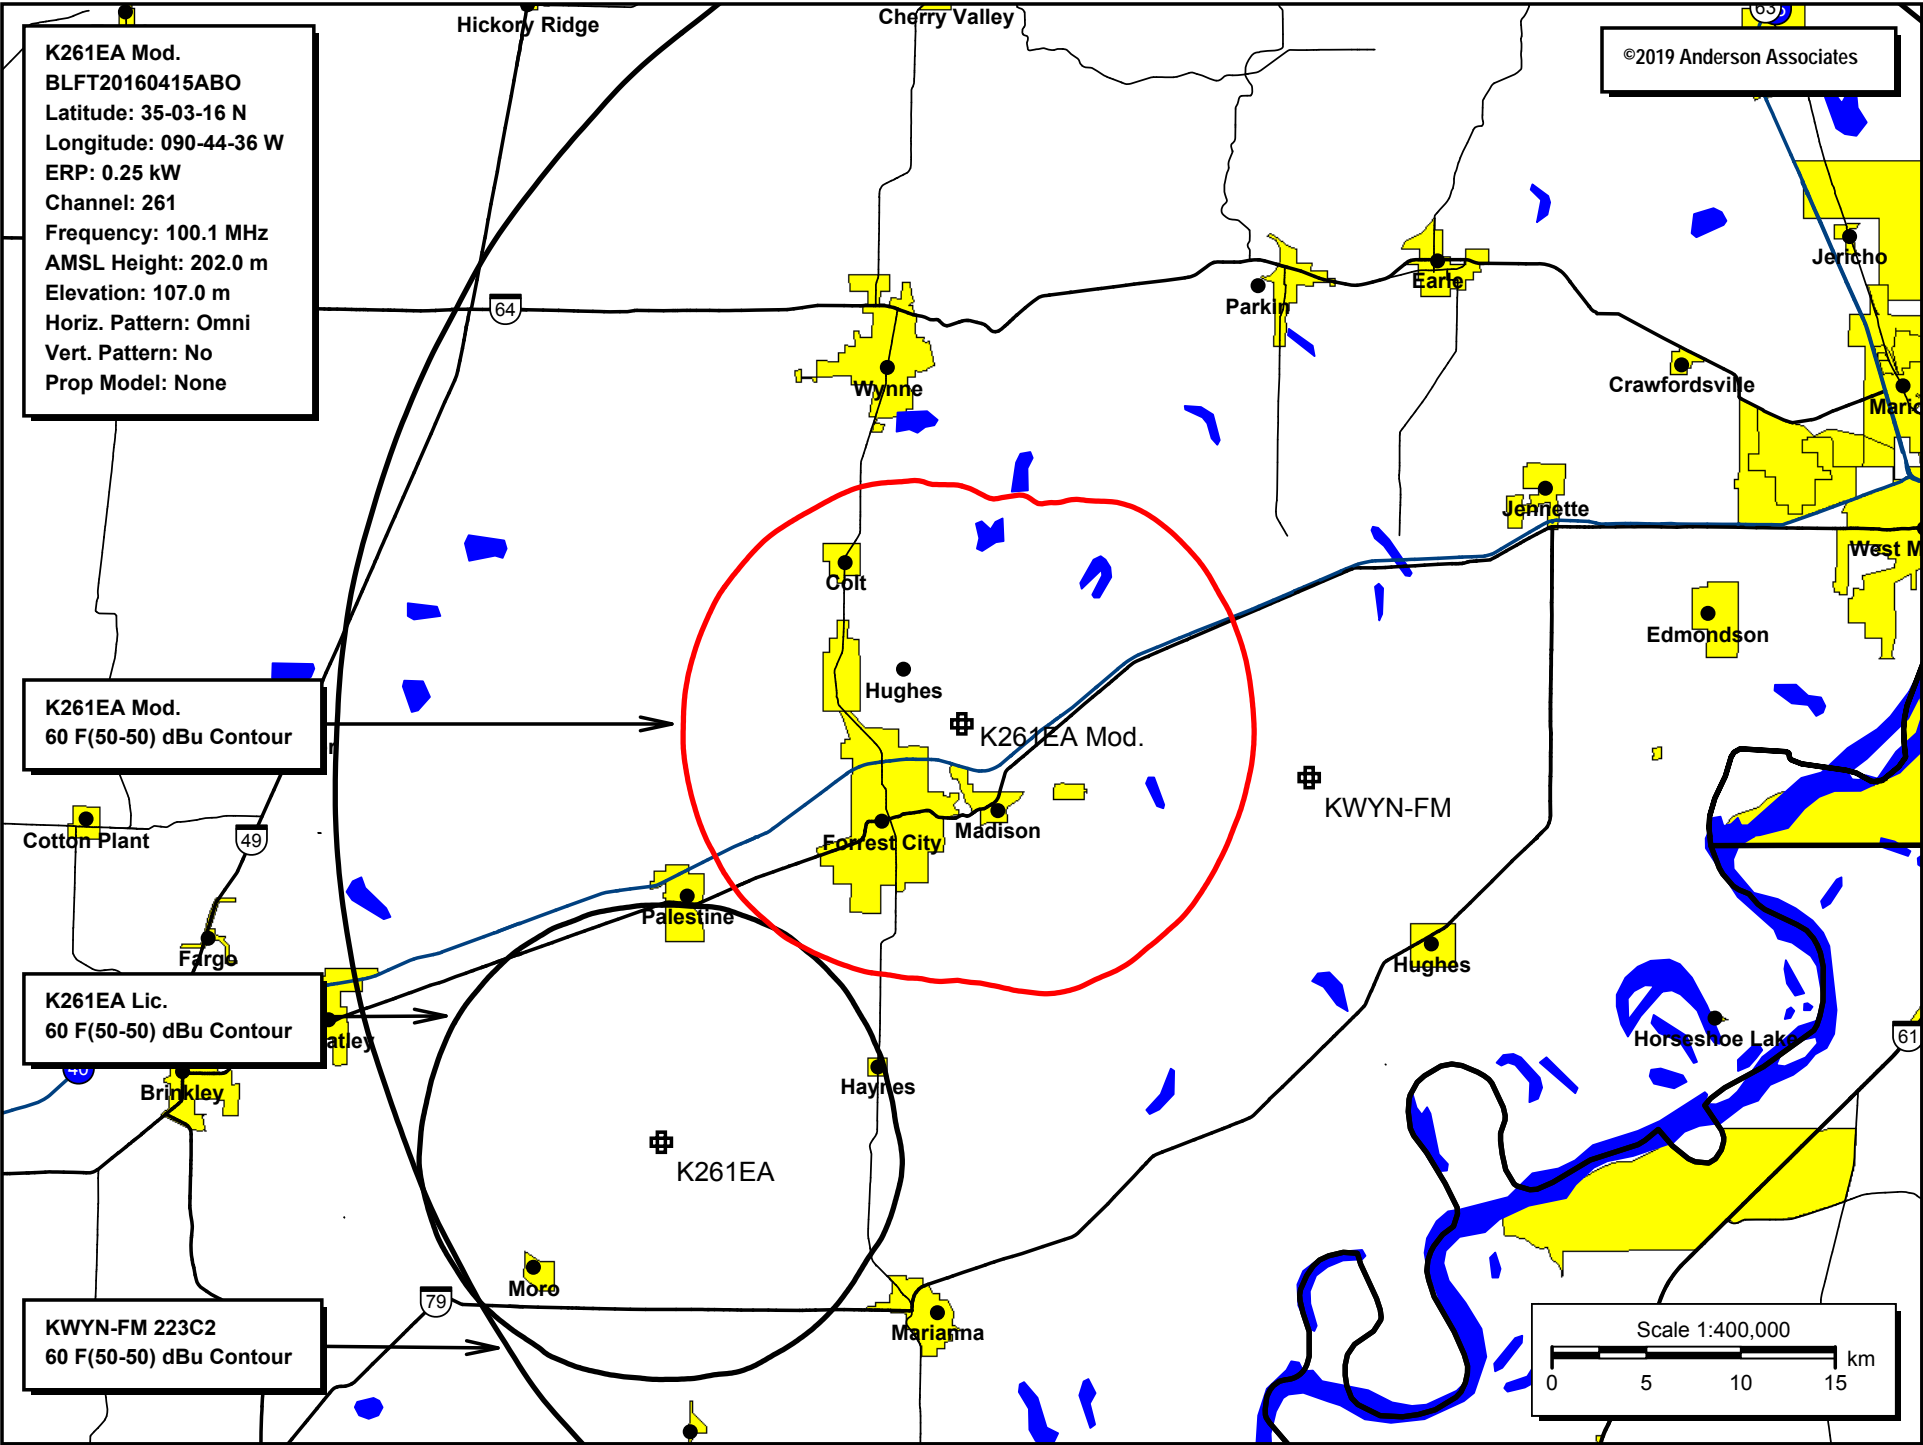 Hickory Ridge
Cherry Valley
63
K261EA Mod.
BLFT20160415ABO
Latitude: 35-03-16 N
Longitude: 090-44-36 W
ERP: 0.25 kW
Channel: 261
Frequency: 100.1 MHz
AMSL Height: 202.0 m
Elevation: 107.0 m
Horiz. Pattern: Omni
Vert. Pattern: No
Prop Model: None
©2019 Anderson Associates
Jericho
Earle
Parkin
64
Wynne
Crawfordsville
Mario
Jennette
West M
Colt
Edmondson
Hughes
K261EA Mod.
60 F(50-50) dBu Contour
r
K261EA Mod.
KWYN-FM
Cotton Plant
49
Forrest City
Madison
Palestine
Fargo
Hughes
K261EA Lic.
60 F(50-50) dBu Contour
atley
Horseshoe Lake
61
40
Brinkley
Haynes
K261EA
Moro
79
Marianna
KWYN-FM 223C2
60 F(50-50) dBu Contour
Scale 1:400,000
km
0 5 10 15